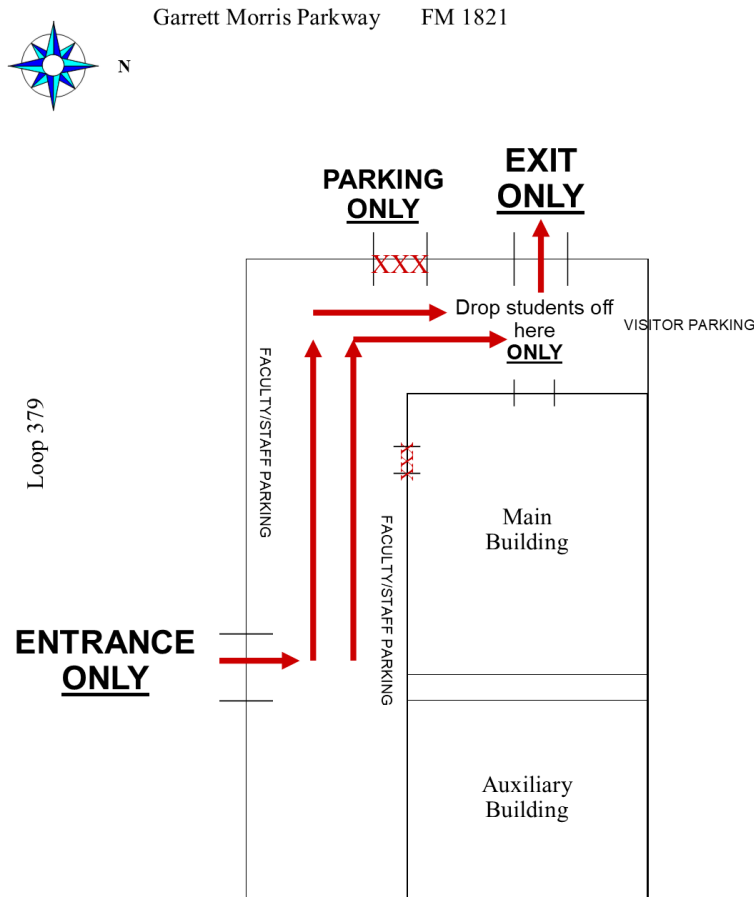 Garrett Morris Parkway FM 1821
N
EXIT
ONLY
PARKING
ONLY
XXX
Drop students off
here
ONLY
VISITOR PARKING
FACULTY/STAFF PARKING
Loop 379
XXX
FACULTY/STAFF PARKING
Main
Building
ENTRANCE
ONLY
Auxiliary
Building